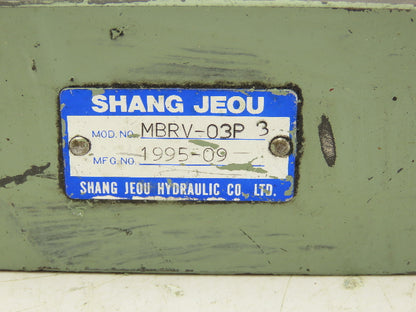 SHANG JEOU
MOD. NO. MBRV-03P 3
MFG. NO 1995-09
SHANG JEOU HYDRAULIC CO. LTD.